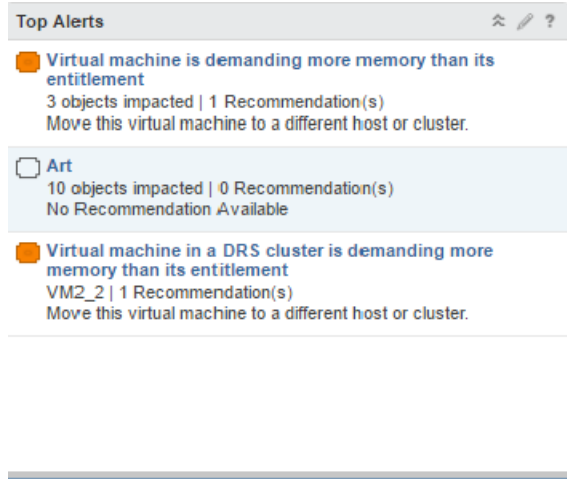 Top Alerts
?
Virtual machine is demanding more memory than its
entitlement
3 objects impacted | 1 Recommendation(s)
Move this virtual machine to a different host or cluster.
Art
10 objects impacted | 0 Recommendation(s)
No Recommendation Available
Virtual machine in a DRS cluster is demanding more
memory than its entitlement
VM2_2 | 1 Recommendation(s)
Move this virtual machine to a different host or cluster.